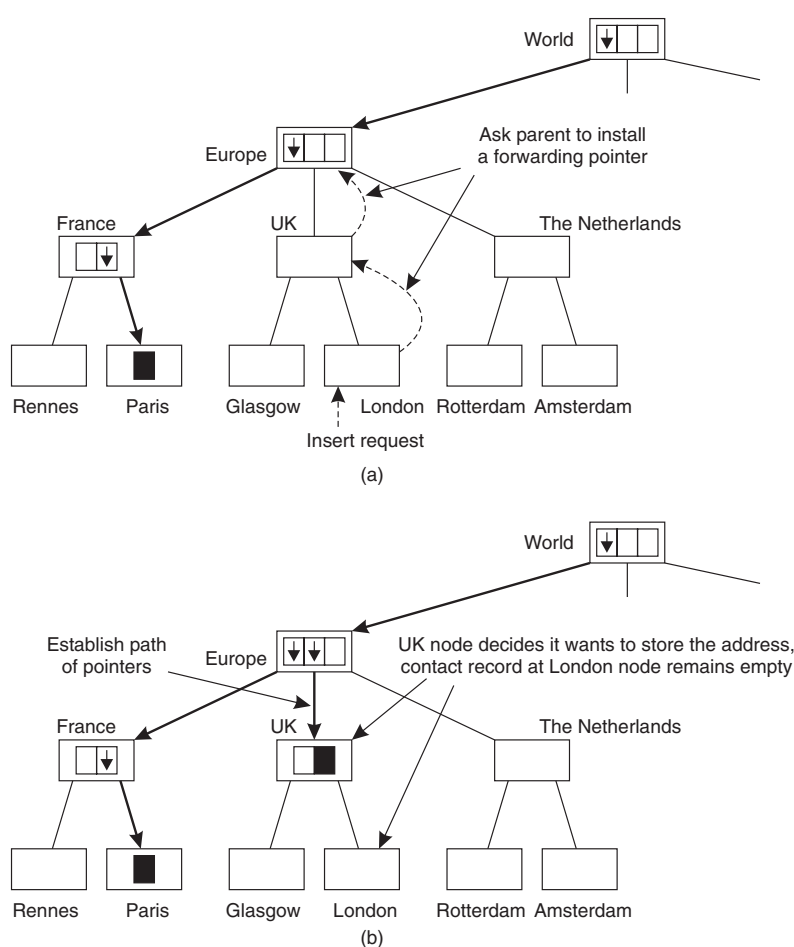 World
Ask parent to install
a forwarding pointer
Europe
France
UK
The Netherlands
Rennes
Paris
Glasgow
London
Rotterdam
Amsterdam
Insert request
(a)
World
Establish path
of pointers
Europe
UK node decides it wants to store the address,
contact record at London node remains empty
France
UK
The Netherlands
Rennes
Paris
Glasgow
London
Rotterdam
Amsterdam
(b)